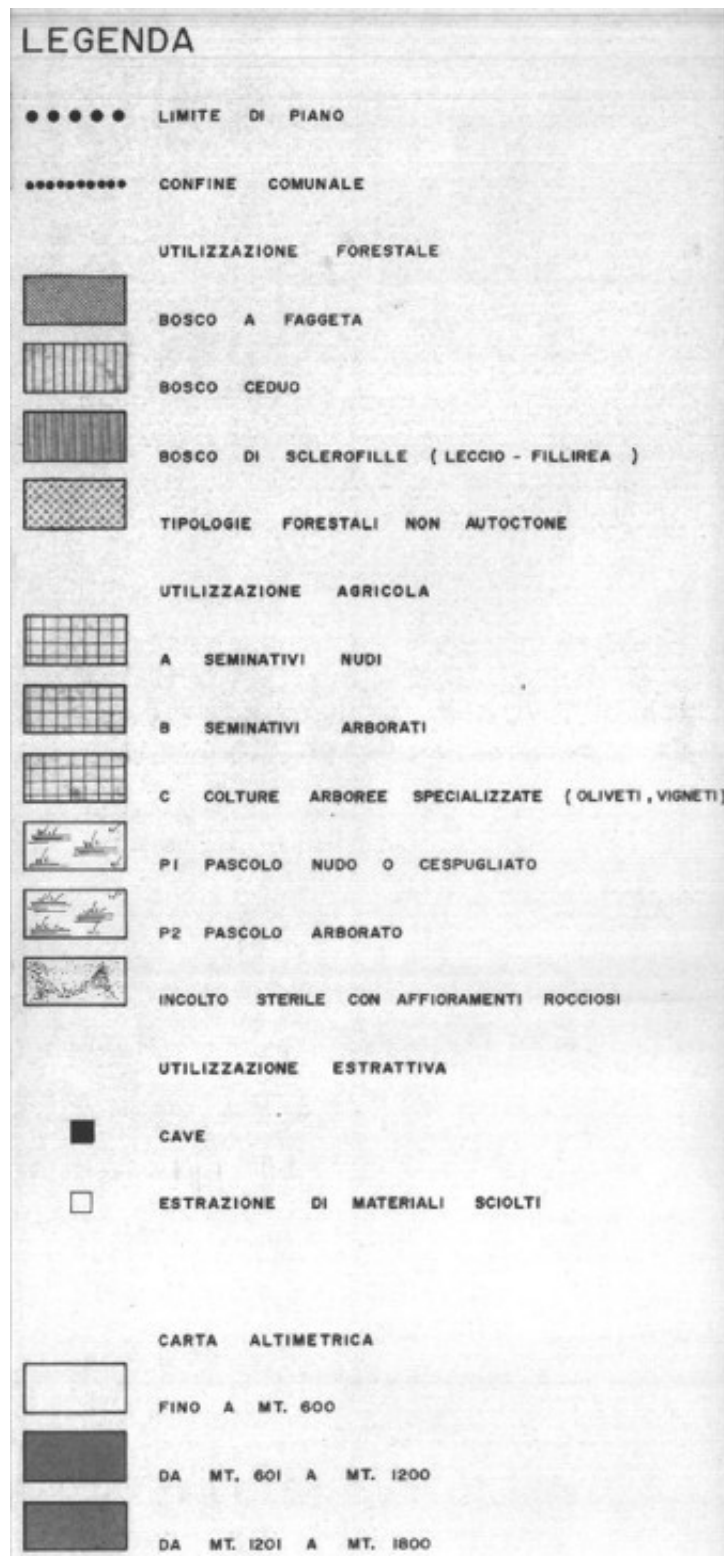 LEGENDA
LIMITE DI PIANO
CONFINE COMUNALE
UTILIZZAZIONE FORESTALE
BOSCO A FAGGETA
BOSCO CEDUO
BOSCO DI SCLEROFILLE ( LECCIO - FILLIREA )
TIPOLOGIE FORESTALI NON AUTOCTONE
UTILIZZAZIONE AGRICOLA
A SEMINATIVI NUDI
B SEMINATIVI ARBORATI
C COLTURE ARBOREE SPECIALIZZATE ( OLIVETI , VIGNETI)
P1 PASCOLO NUDO O CESPUGLIATO
P2 PASCOLO ARBORATO
INCOLTO STERILE CON AFFIORAMENTI ROCCIOSI
UTILIZZAZIONE ESTRATTIVA
CAVE
ESTRAZIONE DI MATERIALI SCIOLTI
CARTA ALTIMETRICA
FINO A MT. 600
DA MT. 601 A MT. 1200
DA MT. 1201 A MT. 1800